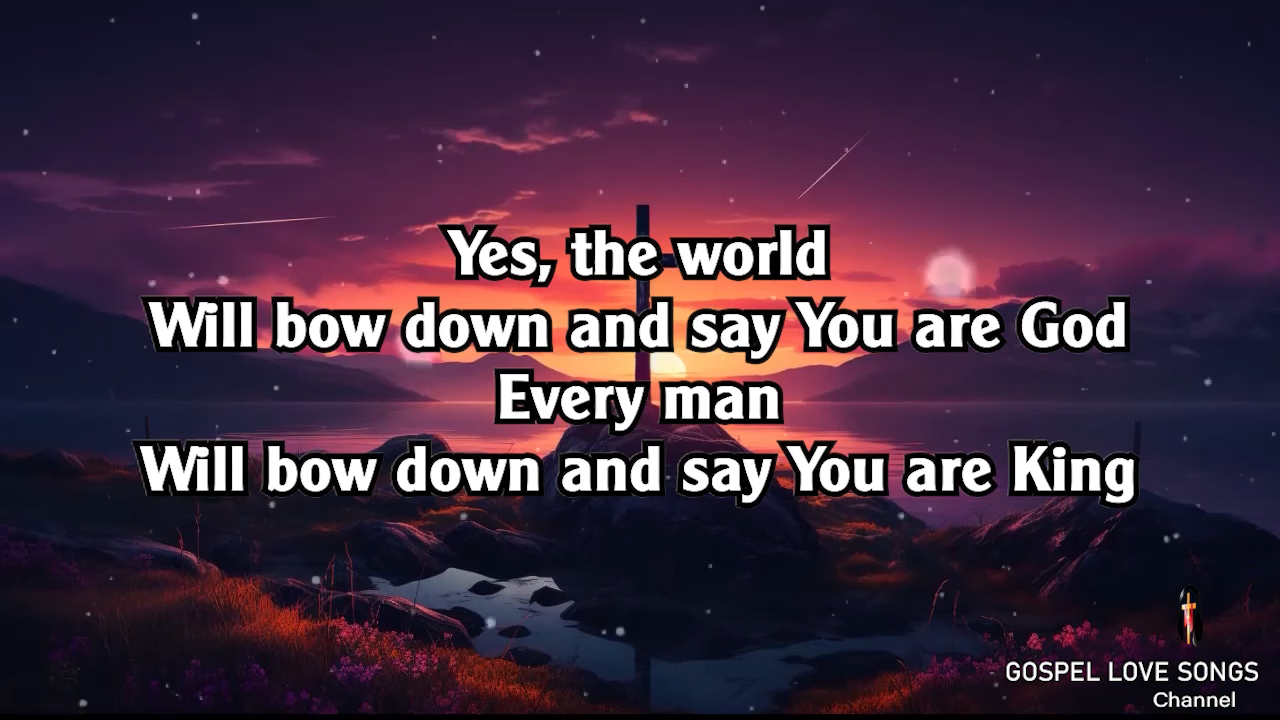 Yes, the world
Will bow down and say You are God
Every man
Will bow down and say You are King
GOSPEL LOVE SONGS
Channel